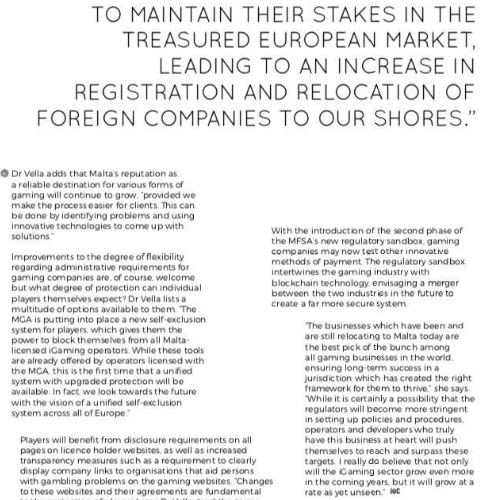 TO MAINTAIN THEIR STAKES IN THE
TREASURED EUROPEAN MARKET,
LEADING TO AN INCREASE IN
REGISTRATION AND RELOCATION OF
FOREIGN COMPANIES TO OUR SHORES."
Dr Vella adds that Malta's reputation as
a reliable destination for various forms of
gaming will continue to grow, "provided we
make the process easier for clients. This can
be done by identifying problems and using
innovative technologies to come up with
solutions."
Improvements to the degree of flexibility
regarding administrative requirements for
gaming companies are, of course, welcome
but what degree of protection can individual
players themselves expect? Dr Vella lists a
multitude of options available to them. "The
MGA is putting into place a new self-exclusion
system for players, which gives them the
power to block themselves from all Malta-
licensed iGaming operators. While these tools
are already offered by operators licensed with
the MGA, this is the first time that a unified
system with upgraded protection will be
available. In fact, we look towards the future
with the vision of a unified self-exclusion
system across all of Europe."
Players will benefit from disclosure requirements on all
pages on licence holder websites, as well as increased
transparency measures such as a requirement to clearly
display company links to organisations that aid persons
with gambling problems on the gaming websites. "Changes
to these websites and their agreements are fundamental
With the introduction of the second phase of
the MFSA's new regulatory sandbox, gaming
companies may now test other innovative
methods of payment. The regulatory sandbox
intertwines the gaming industry with
blockchain technology, envisaging a merger
between the two industries in the future to
create a far more secure system.
"The businesses which have been and
are still relocating to Malta today are
the best pick of the bunch among
all gaming businesses in the world,
ensuring long-term success in a
jurisdiction which has created the right
framework for them to thrive," she says.
"While it is certainly a possibility that the
regulators will become more stringent
in setting up policies and procedures,
operators and developers who truly
have this business at heart will push
themselves to reach and surpass these
targets. I really do believe that not only
will the iGaming sector grow even more
in the coming years, but it will grow at a
rate as yet unseen."